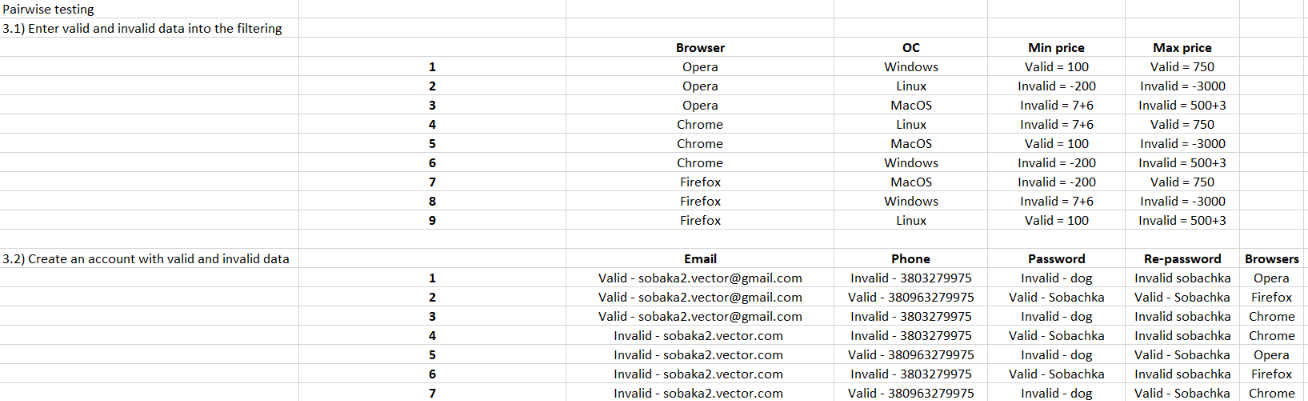 Pairwise testing
3.1) Enter valid and invalid data into the filtering
Browser OC Min price Max price
1 Opera Windows Valid = 100 Valid = 750
2 Opera Linux Invalid = -200 Invalid = -3000
3 Opera MacOS Invalid = 7+6 Invalid = 500+3
4 Chrome Linux Invalid = 7+6 Valid = 750
5 Chrome MacOS Valid = 100 Invalid = -3000
6 Chrome Windows Invalid = -200 Invalid = 500+3
7 Firefox MacOS Invalid = -200 Valid = 750
8 Firefox Windows Invalid = 7+6 Invalid = -3000
9 Firefox Linux Valid = 100 Invalid = 500+3
3.2) Create an account with valid and invalid data Email Phone Password Re-password Browsers
1 Valid - sobaka2.vector@gmail.com Invalid - 3803279975 Invalid - dog Invalid sobachka Opera
2 Valid - sobaka2.vector@gmail.com Valid - 380963279975 Valid - Sobachka Valid - Sobachka Firefox
3 Valid - sobaka2.vector@gmail.com Invalid - 3803279975 Invalid - dog Invalid sobachka Chrome
4 Invalid - sobaka2.vector.com Invalid - 3803279975 Valid - Sobachka Invalid sobachka Chrome
5 Invalid - sobaka2.vector.com Valid - 380963279975 Invalid - dog Valid - Sobachka Opera
6 Invalid - sobaka2.vector.com Invalid - 3803279975 Valid - Sobachka Invalid sobachka Firefox
7 Invalid - sobaka2.vector.com Valid - 380963279975 Invalid - dog Valid - Sobachka Chrome